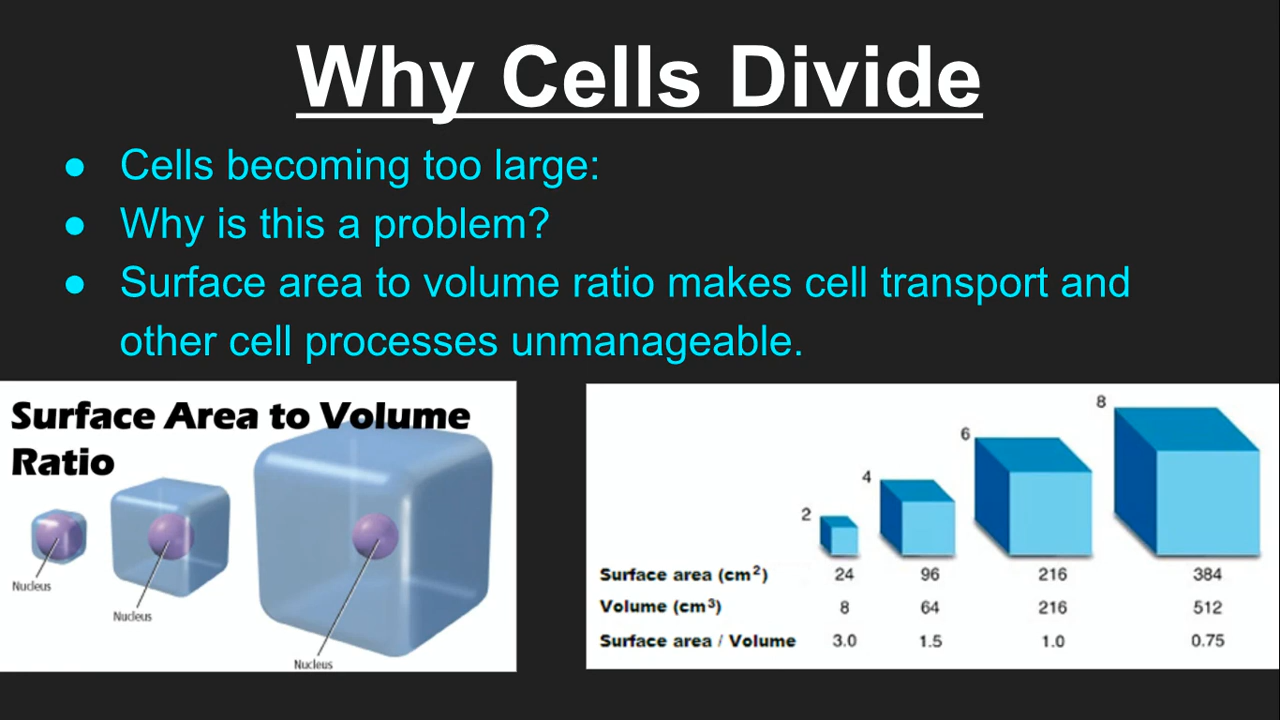 Why Cells Divide
● Cells becoming too large:
● Why is this a problem?
● Surface area to volume ratio makes cell transport and
other cell processes unmanageable.
Surface Area to Volume
Ratio
Nucleus
Nucleus
Nucleus
2
4
6
8
Surface area (cm²) 24 96 216 384
Volume (cm³) 8 64 216 512
Surface area / Volume 3.0 1.5 1.0 0.75